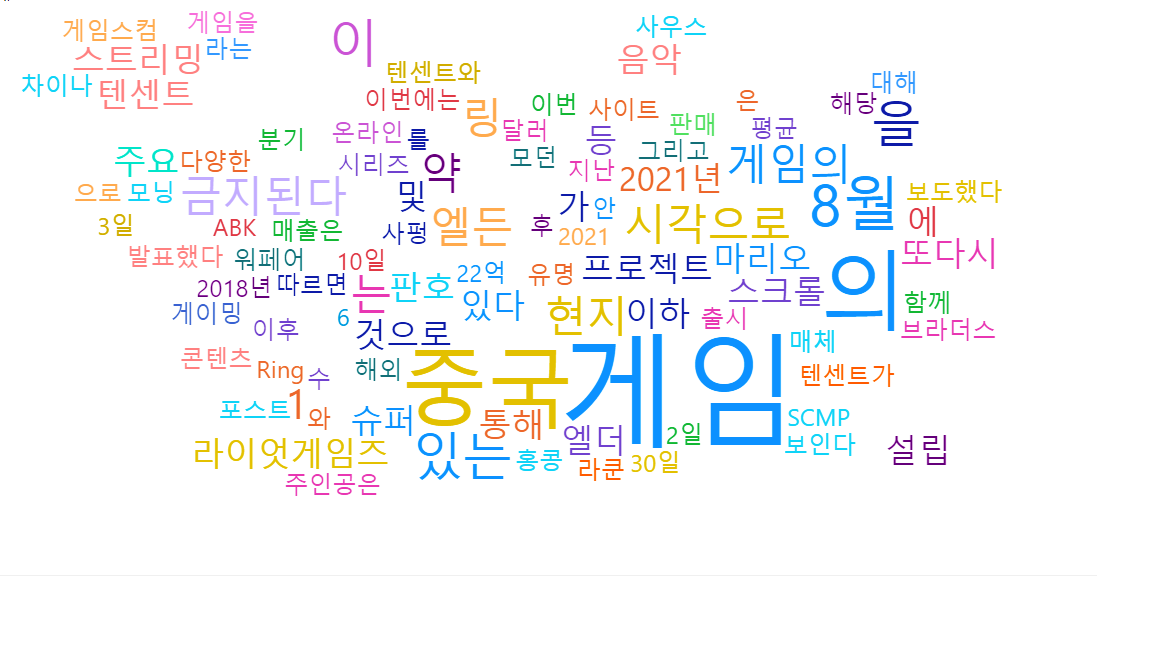 게임스컴
게임을
이
사우스
스트리밍
라는
음악
차이나
텐센트
텐센트와
대해
이번에는
링
이번
사이트
은
해당
을
분기
온라인
를
달러
등
판매
평균
주요
다양한
시리즈
약
모던
지난
그리고
게임의
으로
모닝
금지된다
및
2021년
8월
보도했다
3일
ABK
매출은
사펑
엘든
후
가
안
2021
시각으로
에
발표했다
워페어
10일
22억
유명
프로젝트
마리오
또다시
2018년
따르면
는
판호
있다
스크롤
의
함께
게이밍
이후
6
것으로
현지
이하
출시
브라더스
콘텐츠
Ring
수
해외
중국
게임
매체
텐센트가
포스트
1
와
슈퍼
통해
엘더
2일
SCMP
보인다
라이엇게임즈
있는
홍콩
라쿤
30일
설립
주인공은